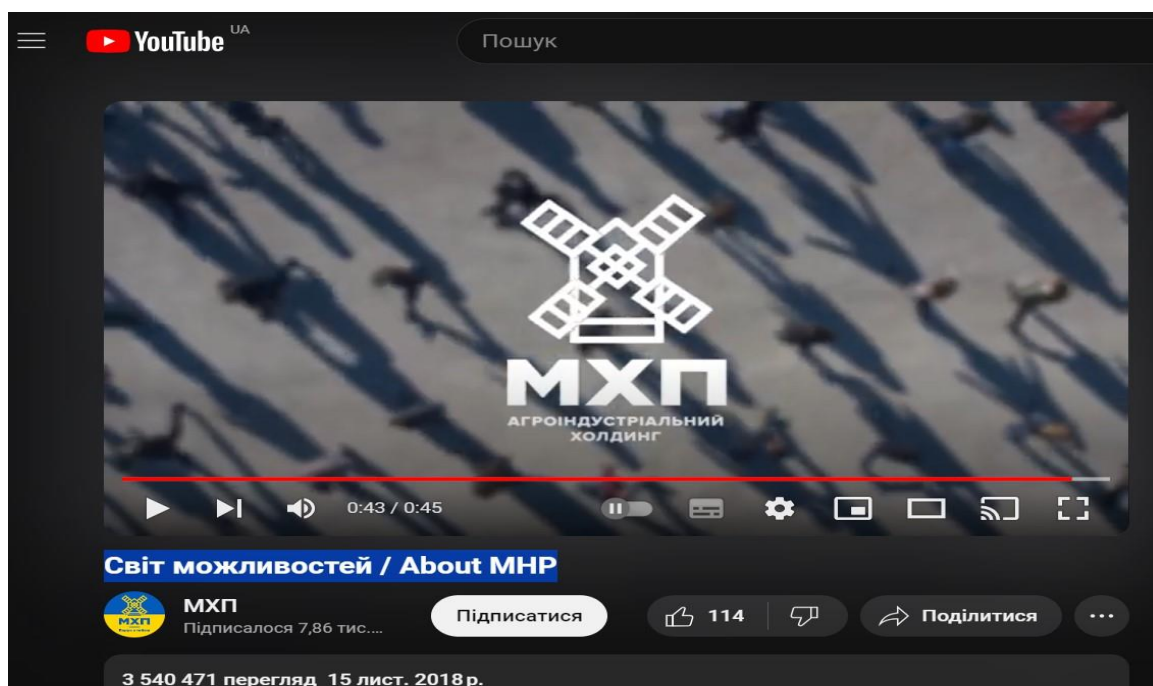 YouTube UA
Пошук
МХП
АГРОІНДУСТРІАЛЬНИЙ
ХОЛДИНГ
0:43 / 0:45
Світ можливостей / About MHP
МХП
Підписалося 7,86 тис....
Підписатися
114
Поділитися
МХП
3 540 471 перегляд 15 лист. 2018 р.